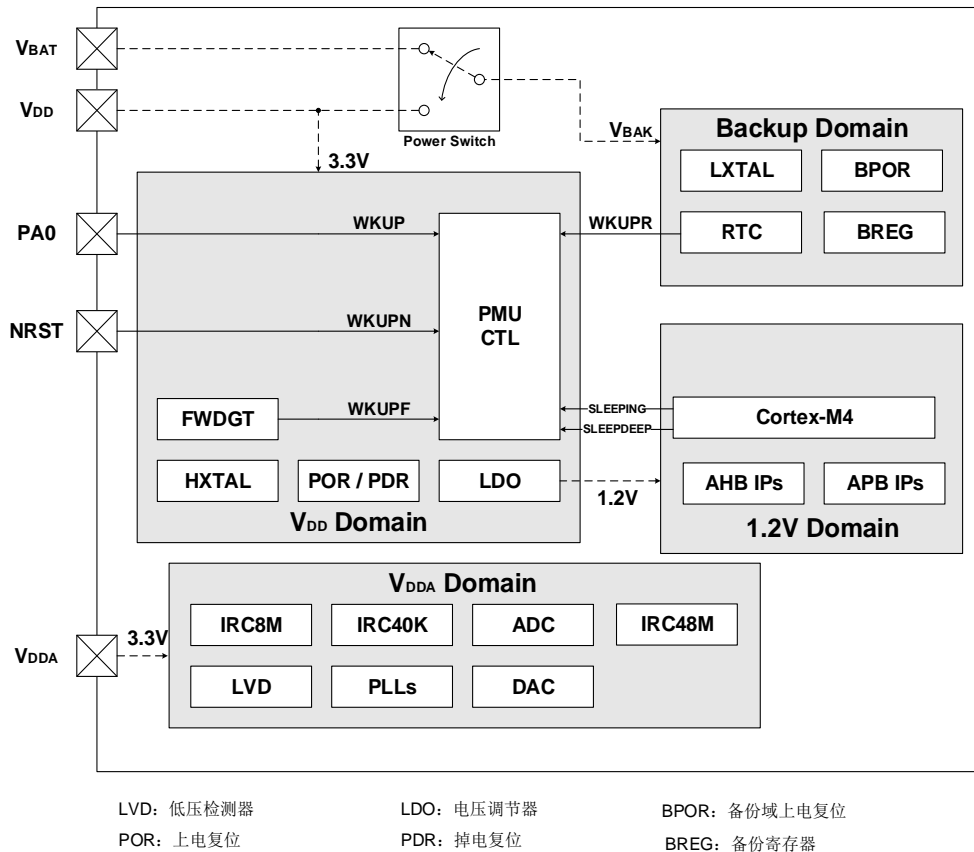 VBAT
VDD
Power Switch
3.3V
VBAK
Backup Domain
LXTAL
BPOR
RTC
BREG
PA0
WKUP
WKUPR
NRST
WKUPN
PMU
CTL
FWDGT
WKUPF
SLEEPING
SLEEPDEEP
Cortex-M4
HXTAL
POR / PDR
LDO
1.2V
AHB IPs
APB IPs
VDD Domain
1.2V Domain
VDDA Domain
VDDA
3.3V
IRC8M
IRC40K
ADC
IRC48M
LVD
PLLs
DAC
LVD：低压检测器
LDO：电压调节器
BPOR：备份域上电复位
POR：上电复位
PDR：掉电复位
BREG：备份寄存器